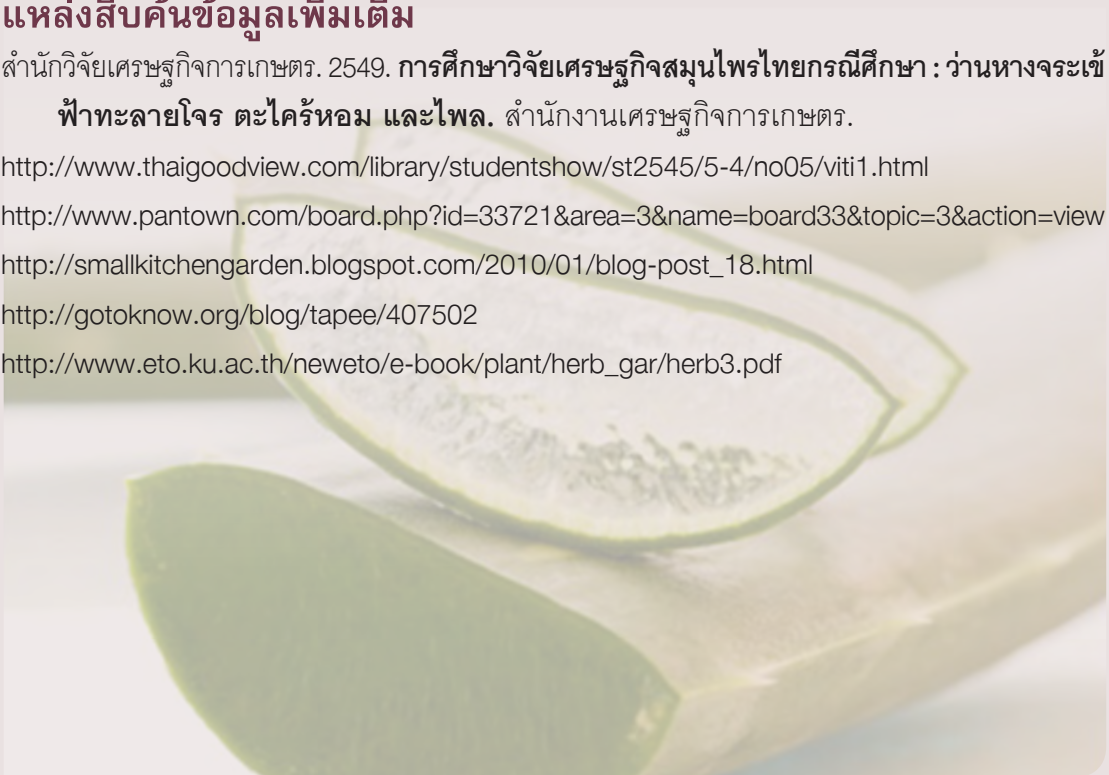 แหล่งสืบค้นข้อมูลเพิ่มเติม
สำนักวิจัยเศรษฐกิจการเกษตร. 2549. การศึกษาวิจัยเศรษฐกิจสมุนไพรไทยกรณีศึกษา : ว่านหางจระเข้
ฟ้าทะลายโจร ตะไคร้หอม และไพล. สำนักงานเศรษฐกิจการเกษตร.
http://www.thaigoodview.com/library/studentshow/st2545/5-4/no05/viti1.html
http://www.pantown.com/board.php?id=33721&area=3&name=board33&topic=3&action=view
http://smallkitchengarden.blogspot.com/2010/01/blog-post_18.html
http://gotoknow.org/blog/tapee/407502
http://www.eto.ku.ac.th/neweto/e-book/plant/herb_gar/herb3.pdf